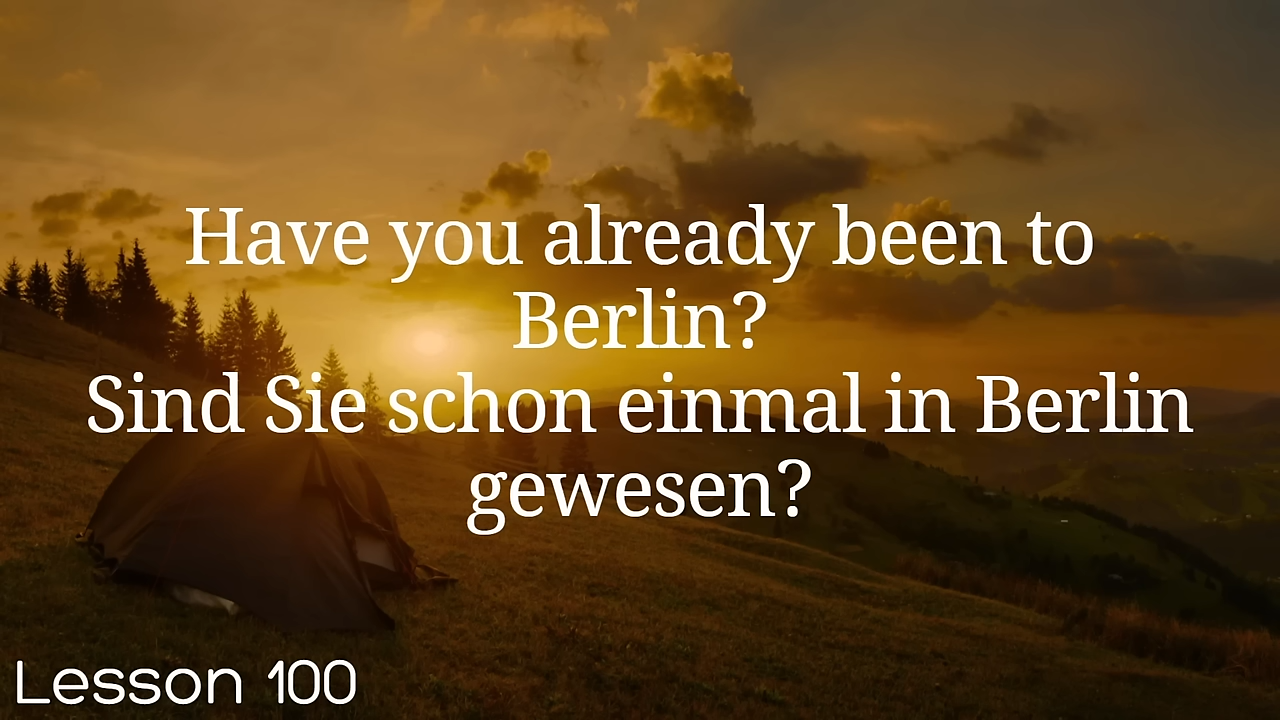 Have you already been to
Berlin?
Sind Sie schon einmal in Berlin
gewesen?
Lesson 100